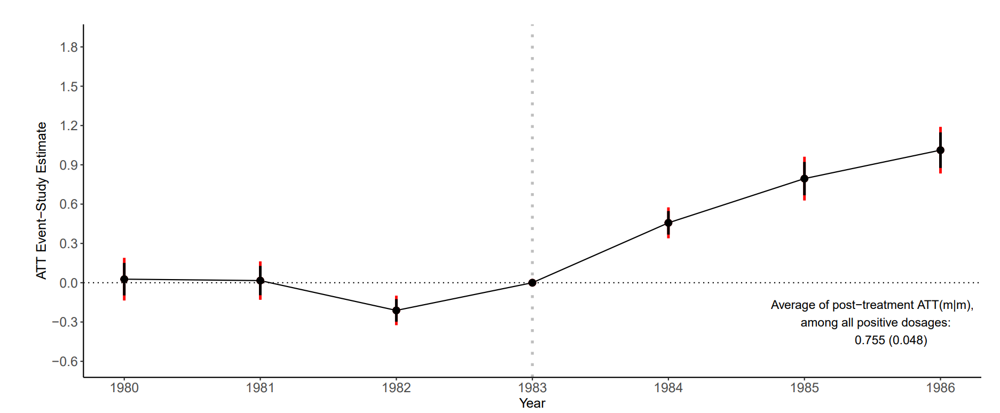 1.8
1.5
1.2
0.9
0.6
0.3
0.0
−0.3
−0.6
ATT Event−Study Estimate
Average of post−treatment ATT(m|m),
among all positive dosages:
0.755 (0.048)
1980 1981 1982 1983 1984 1985 1986
Year